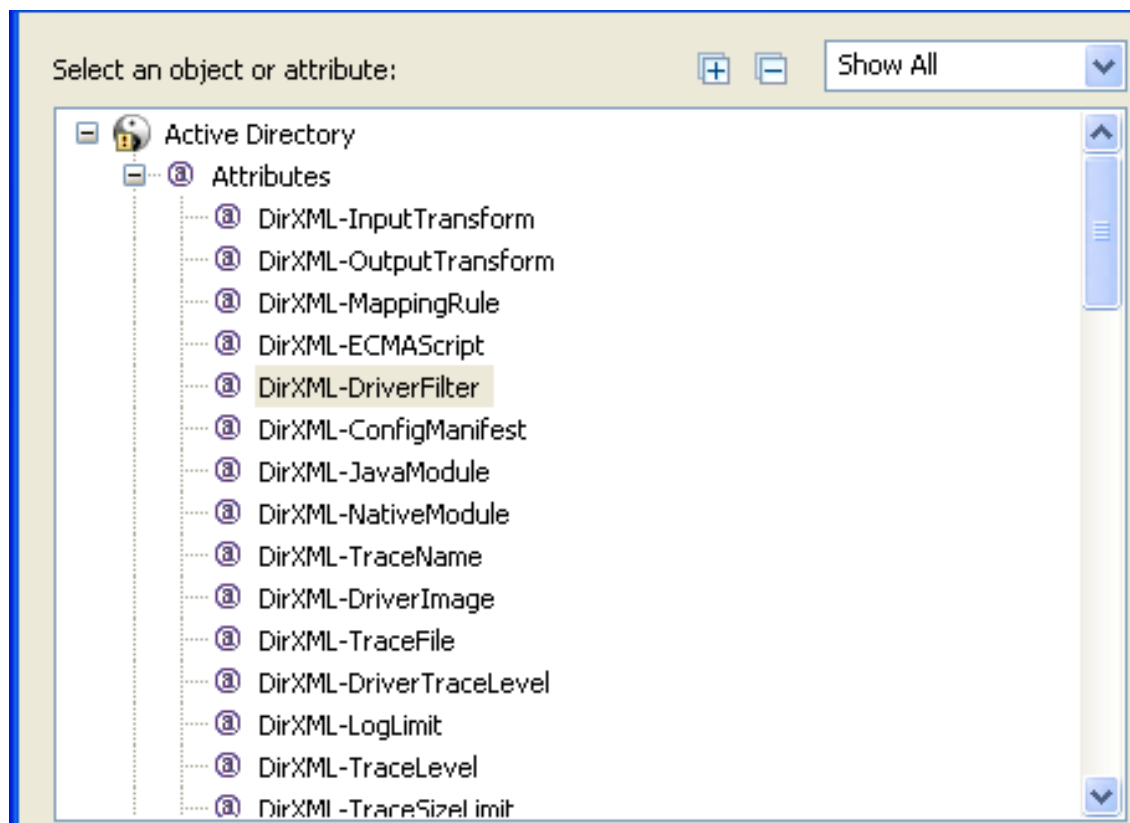 Select an object or attribute:
Show All
Active Directory
Attributes
DirXML-InputTransform
DirXML-OutputTransform
DirXML-MappingRule
DirXML-ECMAScript
DirXML-DriverFilter
DirXML-ConfigManifest
DirXML-JavaModule
DirXML-NativeModule
DirXML-TraceName
DirXML-DriverImage
DirXML-TraceFile
DirXML-DriverTraceLevel
DirXML-LogLimit
DirXML-TraceLevel
DirXML-TraceSizeLimit